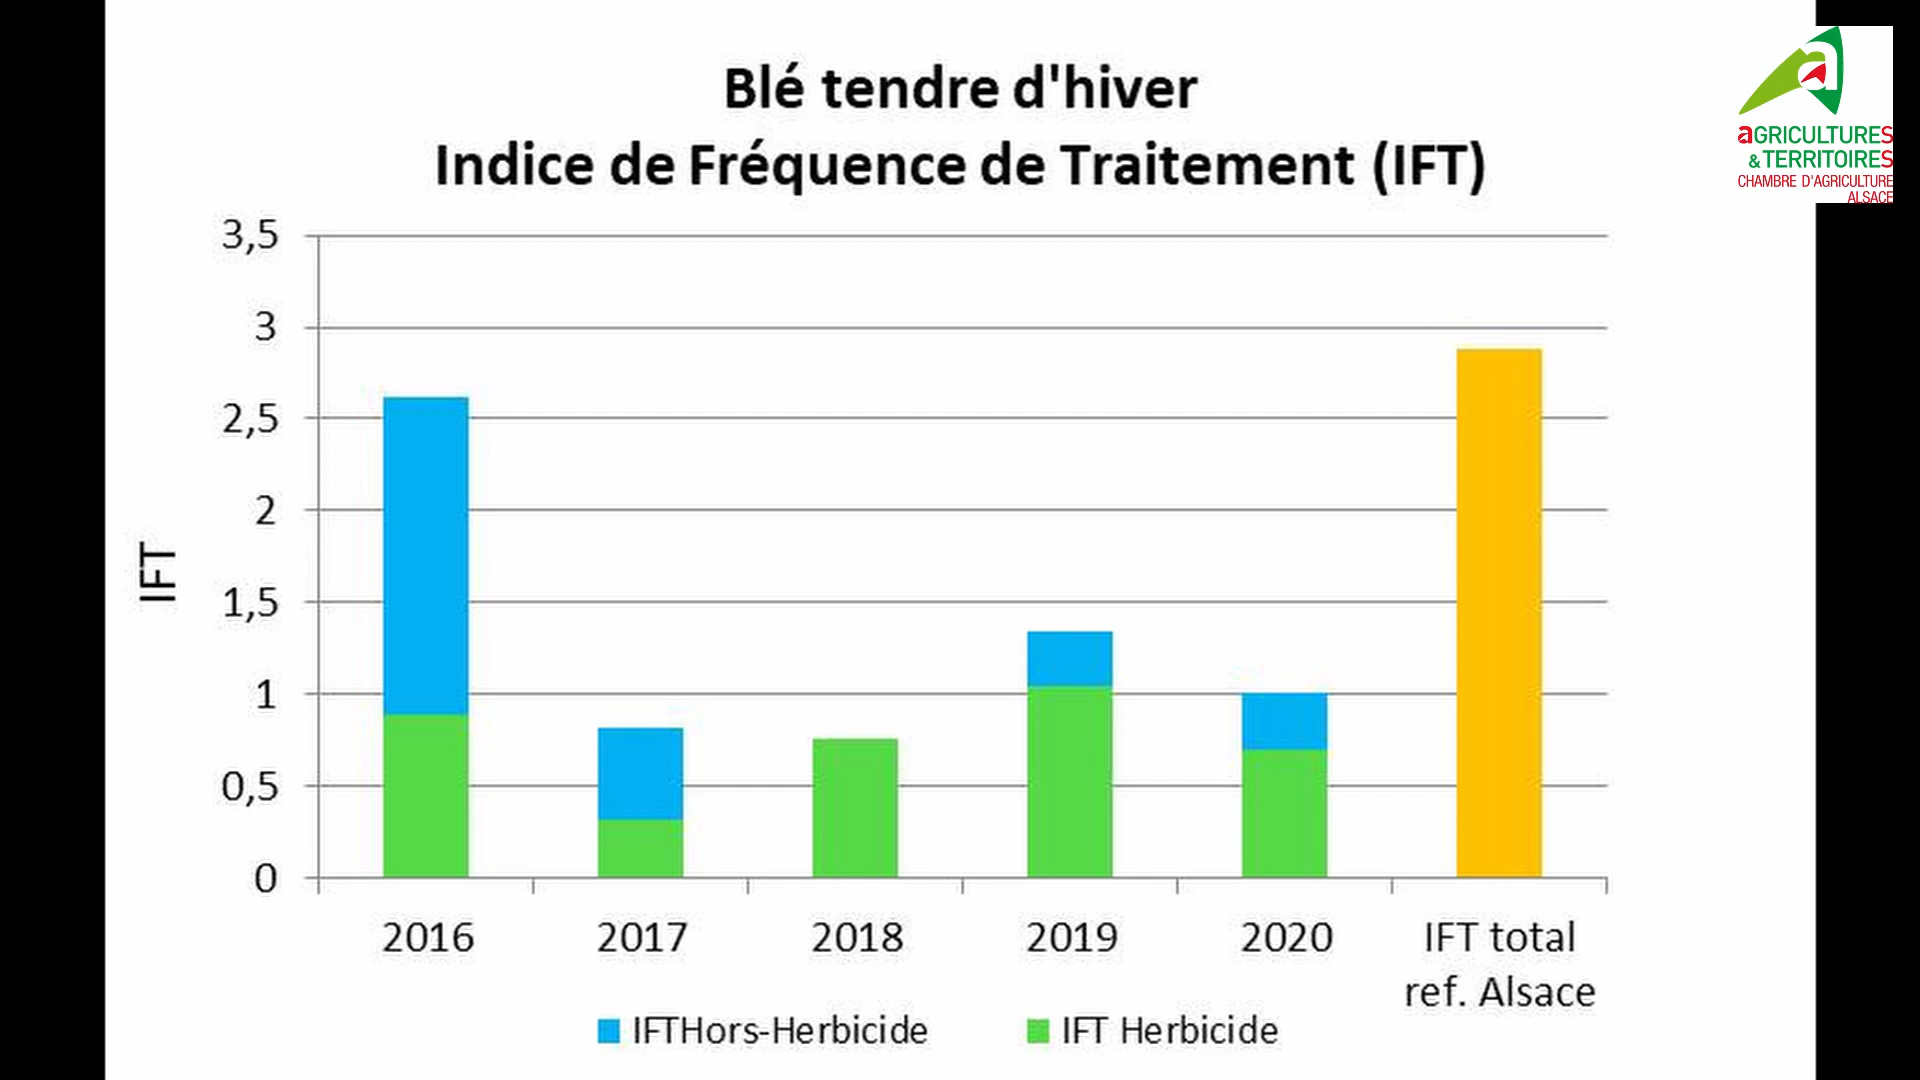 Blé tendre d'hiver
Indice de Fréquence de Traitement (IFT)
aGRICULTURES
& TERRITOIRES
CHAMBRE D'AGRICULTURE
ALSACE
3,5
3
2,5
2
1,5
1
0,5
0
IFT
2016 2017 2018 2019 2020 IFT total
ref. Alsace
IFTHors-Herbicide IFT Herbicide